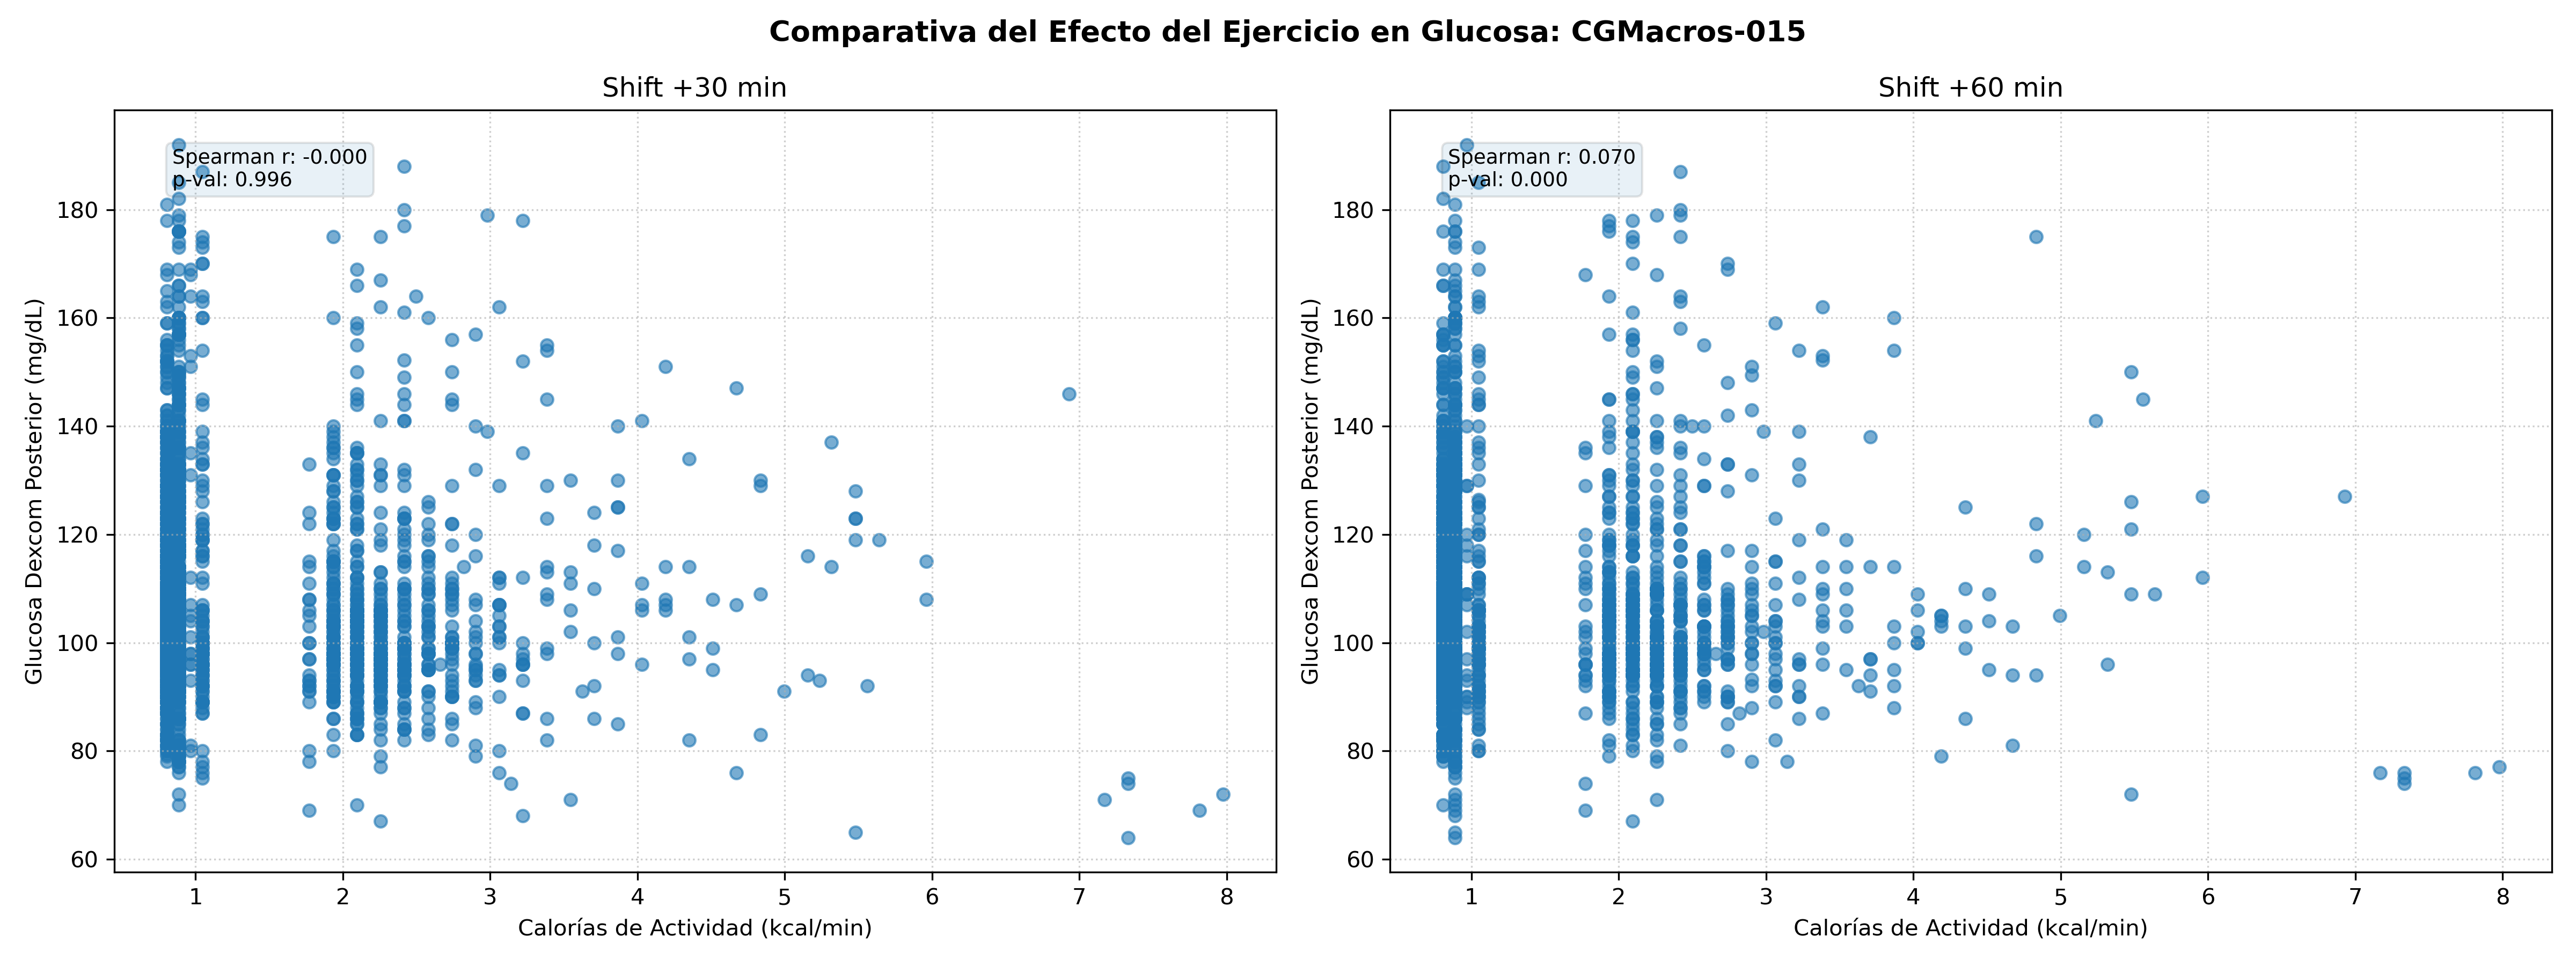 Comparativa del Efecto del Ejercicio en Glucosa: CGMacros-015
Shift +30 min
Spearman r: -0.000
p-val: 0.996
Glucosa Dexcom Posterior (mg/dL)
180
160
140
120
100
80
60
1 2 3 4 5 6 7 8
Calorías de Actividad (kcal/min)
Shift +60 min
Spearman r: 0.070
p-val: 0.000
Glucosa Dexcom Posterior (mg/dL)
180
160
140
120
100
80
60
1 2 3 4 5 6 7 8
Calorías de Actividad (kcal/min)